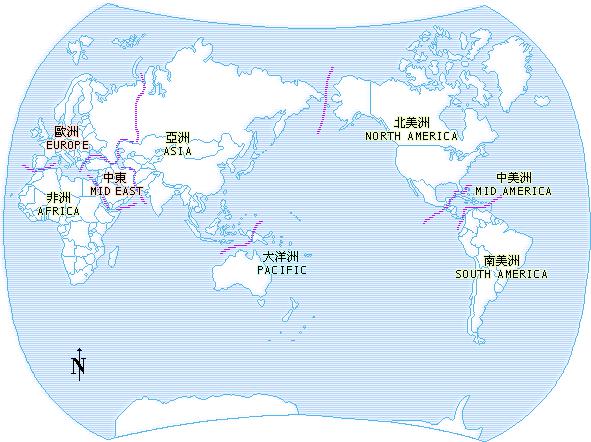 北美洲
NORTH AMERICA
歐洲
EUROPE
亞洲
ASIA
中東
MID EAST
中美洲
MID AMERICA
非洲
AFRICA
大洋洲
PACIFIC
南美洲
SOUTH AMERICA
N